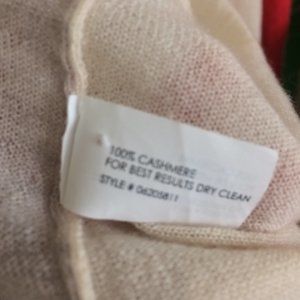 100% CASHMERE
FOR BEST RESULTS DRY CLEAN
STYLE # 06205811